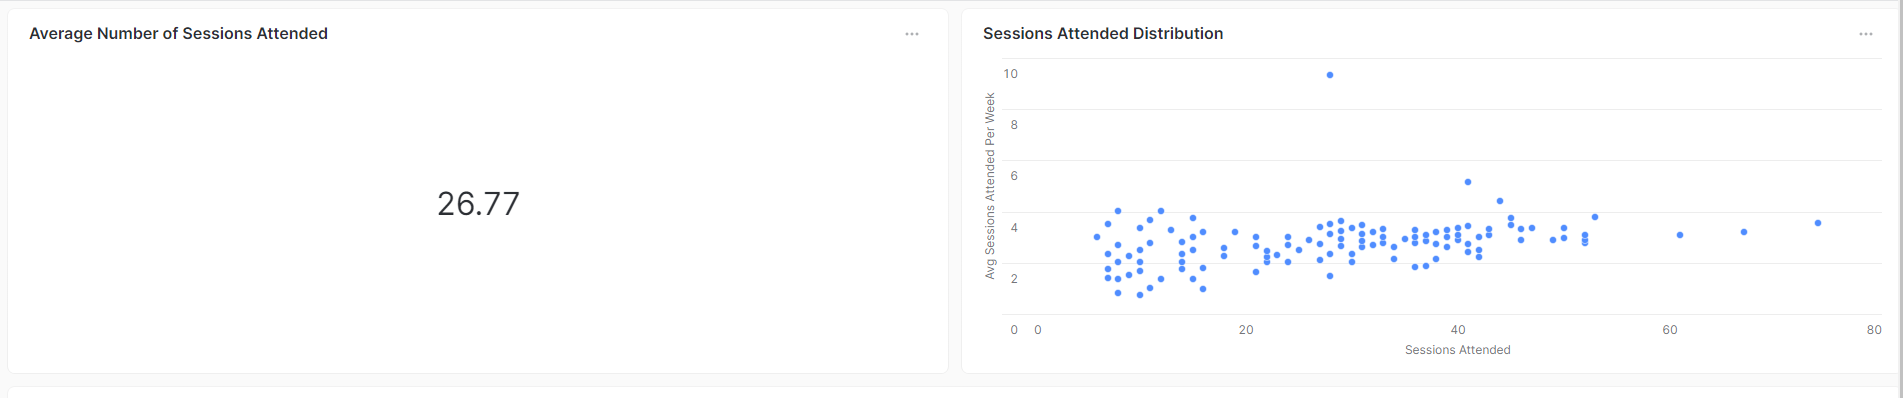 Average Number of Sessions Attended
26.77
Sessions Attended Distribution
Avg Sessions Attended Per Week
10
8
6
4
2
0
0 20 40 60 80
Sessions Attended